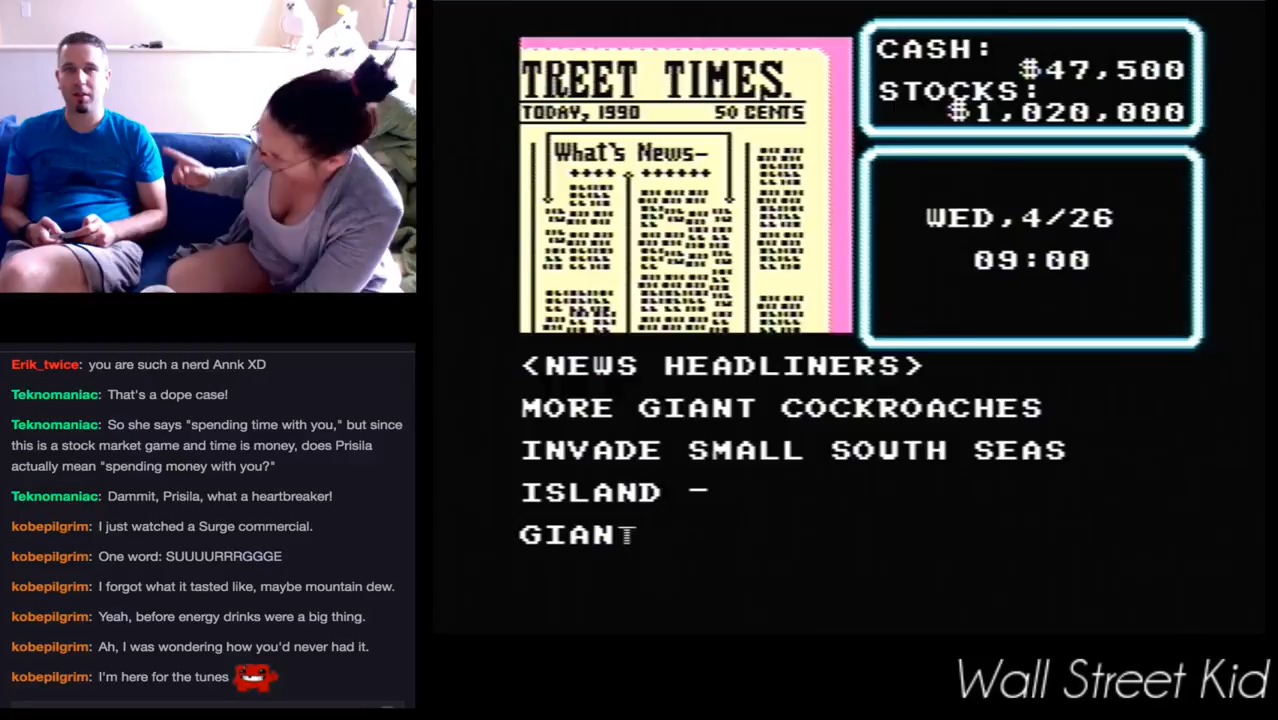 Erik_twice: you are such a nerd Annk XD
Teknomaniac: That's a dope case!
Teknomaniac: So she says "spending time with you," but since
this is a stock market game and time is money, does Prisila
actually mean "spending money with you?"
Teknomaniac: Dammit, Prisila, what a heartbreaker!
kobepilgrim: I just watched a Surge commercial.
kobepilgrim: One word: SUUUURRRGGGE
kobepilgrim: I forgot what it tasted like, maybe mountain dew.
kobepilgrim: Yeah, before energy drinks were a big thing.
kobepilgrim: Ah, I was wondering how you'd never had it.
kobepilgrim: I'm here for the tunes
TREET TIMES.
TODAY, 1990 50 CENTS
What's News—
CASH:
$47,500
STOCKS:
$1,020,000
WED,4/26
09:00
<NEWS HEADLINERS>
MORE GIANT COCKROACHES
INVADE SMALL SOUTH SEAS
ISLAND -
GIANT
Wall Street Kid